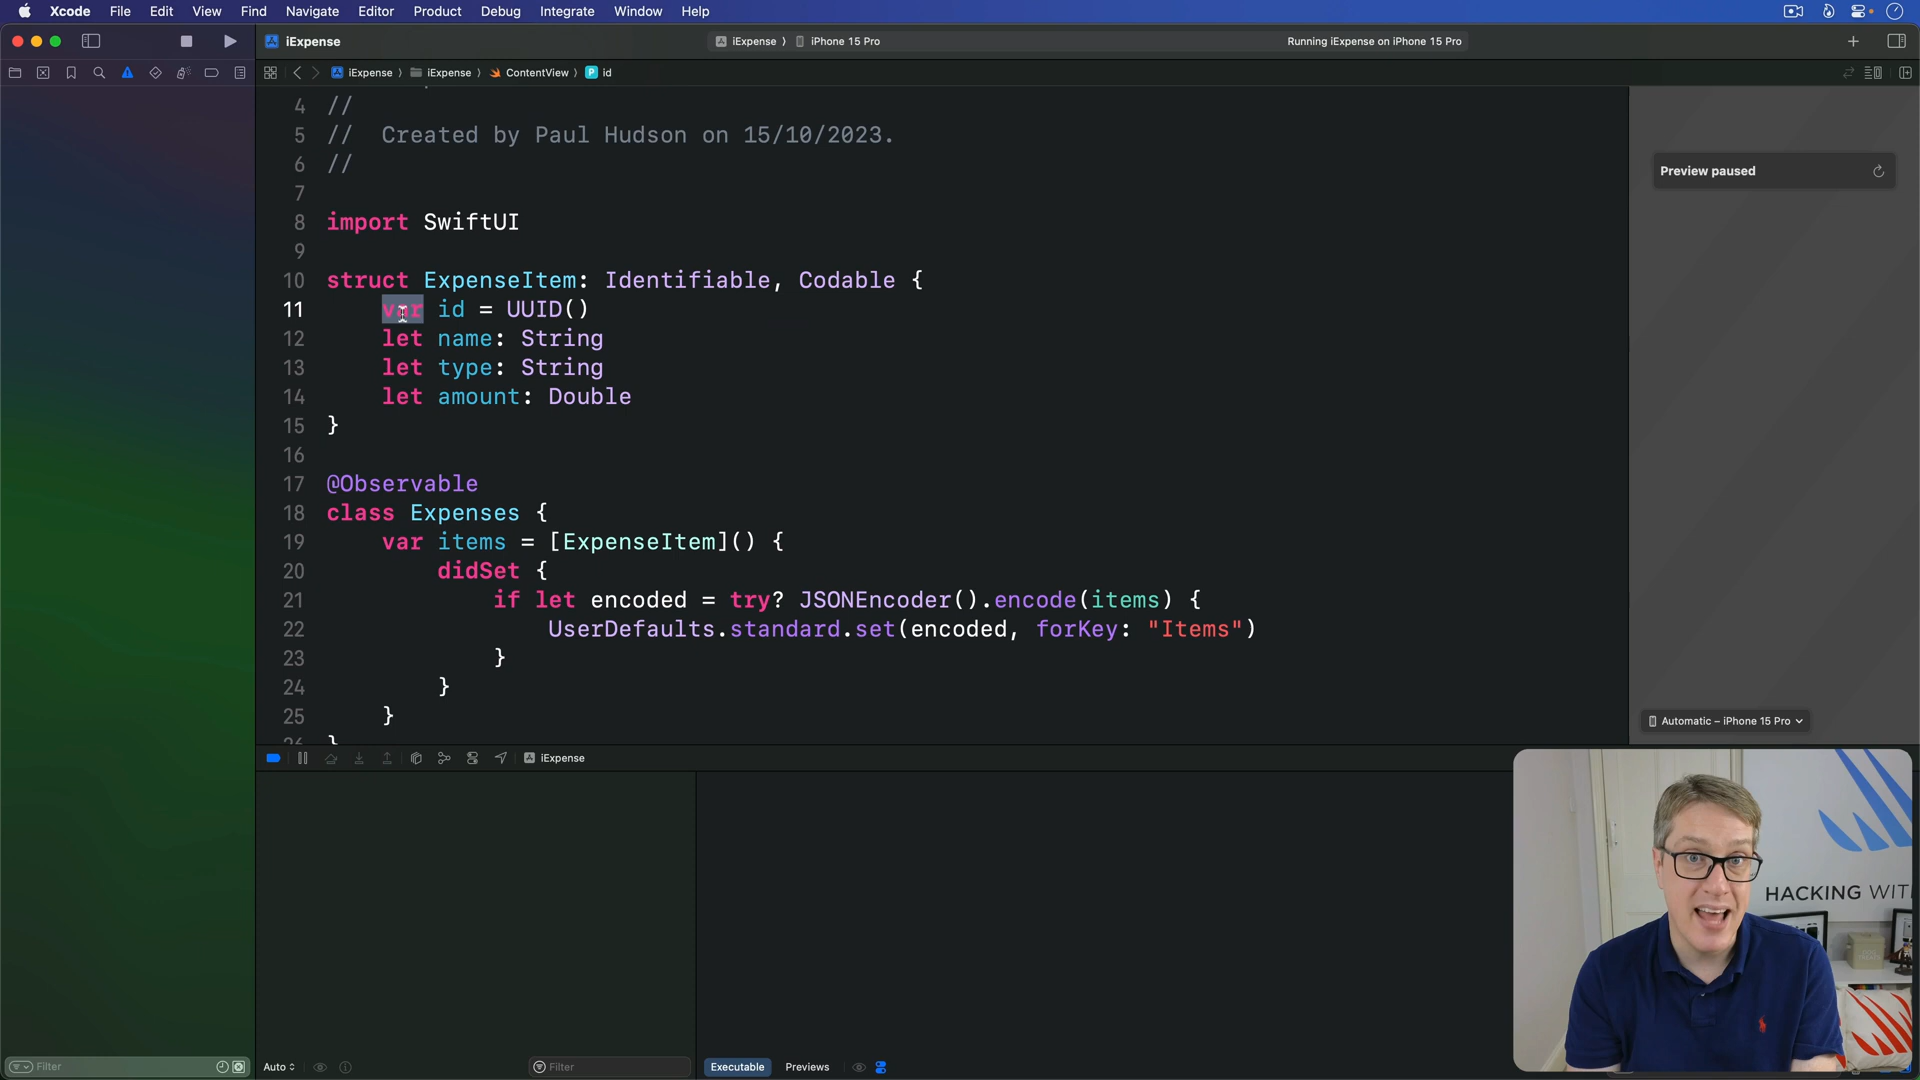 Xcode File Edit View Find Navigate Editor Product Debug Integrate Window Help
iExpense
iExpense 〉 iPhone 15 Pro
Running iExpense on iPhone 15 Pro
iExpense 〉 iExpense 〉 ContentView 〉 P id
4 //
5 //  Created by Paul Hudson on 15/10/2023.
6 //
7
8 import SwiftUI
9
10 struct ExpenseItem: Identifiable, Codable {
11     var id = UUID()
12     let name: String
13     let type: String
14     let amount: Double
15 }
16
17 @Observable
18 class Expenses {
19     var items = [ExpenseItem]() {
20         didSet {
21             if let encoded = try? JSONEncoder().encode(items) {
22                 UserDefaults.standard.set(encoded, forKey: "Items")
23             }
24         }
25     }
26 }
Preview paused
Automatic – iPhone 15 Pro
iExpense
HACKING WIT
Filter
Auto
Filter
Executable Previews